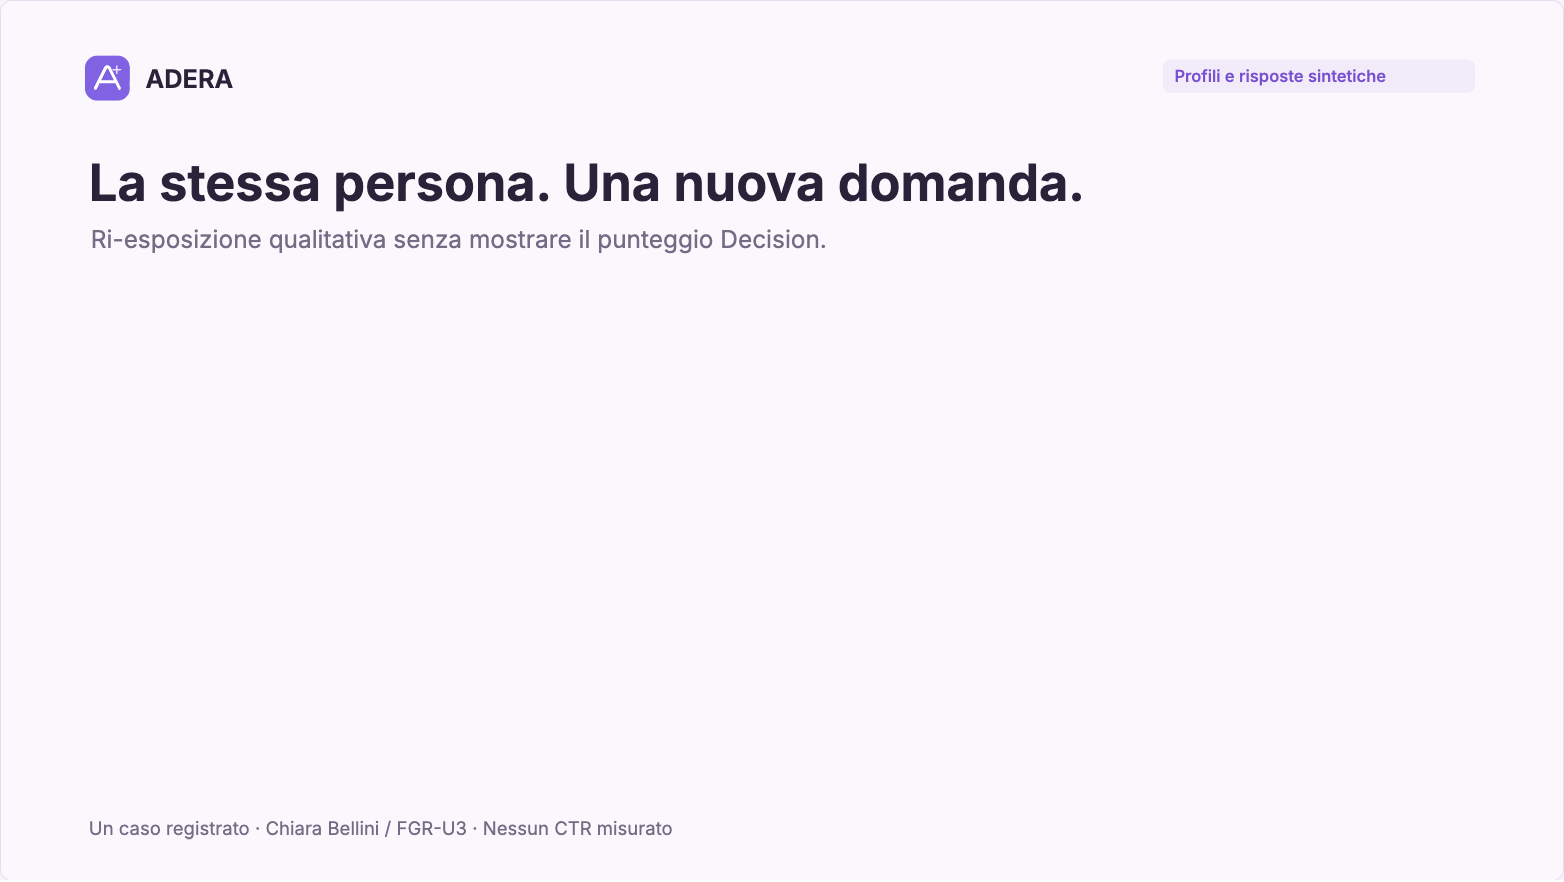 ADERA
Profili e risposte sintetiche
La stessa persona. Una nuova domanda.
Ri-esposizione qualitativa senza mostrare il punteggio Decision.
Un caso registrato · Chiara Bellini / FGR-U3 · Nessun CTR misurato